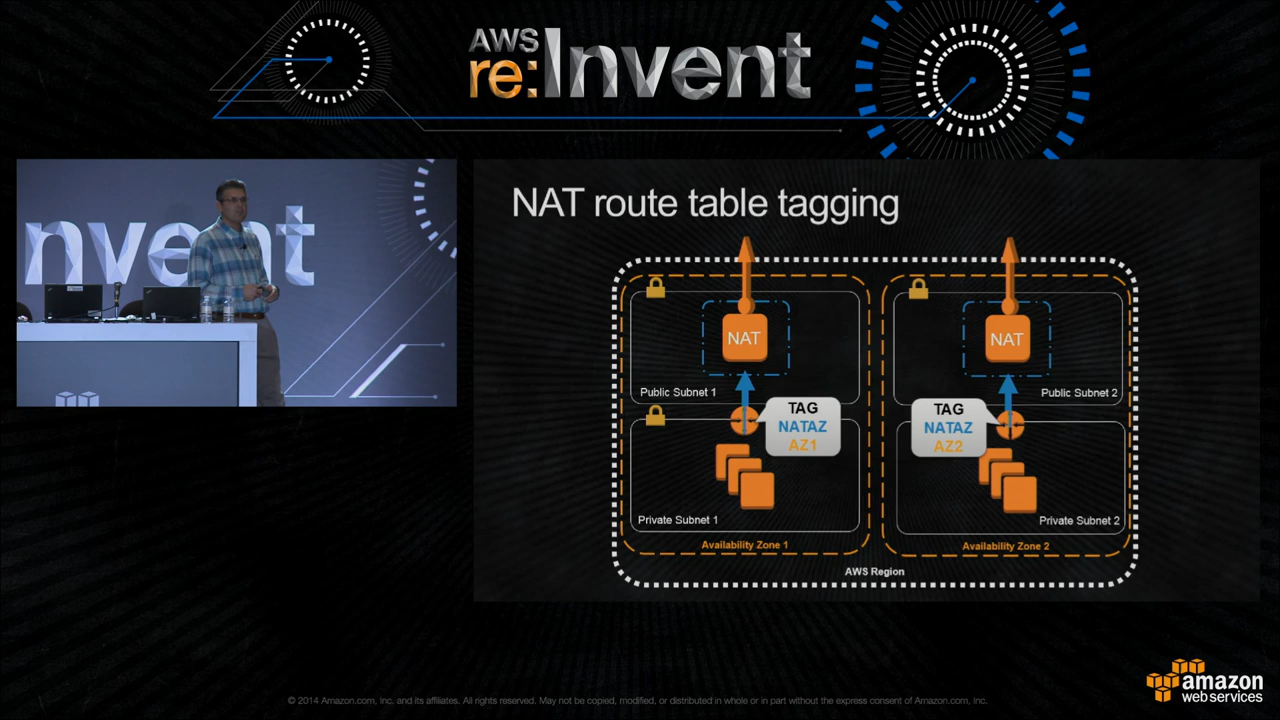 AWS
re:Invent
nvent
NAT route table tagging
NAT
NAT
Public Subnet 1
Public Subnet 2
TAG
NATAZ
AZ1
TAG
NATAZ
AZ2
Private Subnet 1
Private Subnet 2
Availability Zone 1
Availability Zone 2
AWS Region
© 2014 Amazon.com, Inc. and its affiliates. All rights reserved. May not be copied, modified, or distributed in whole or in part without the express consent of Amazon.com, Inc.
amazon
web services